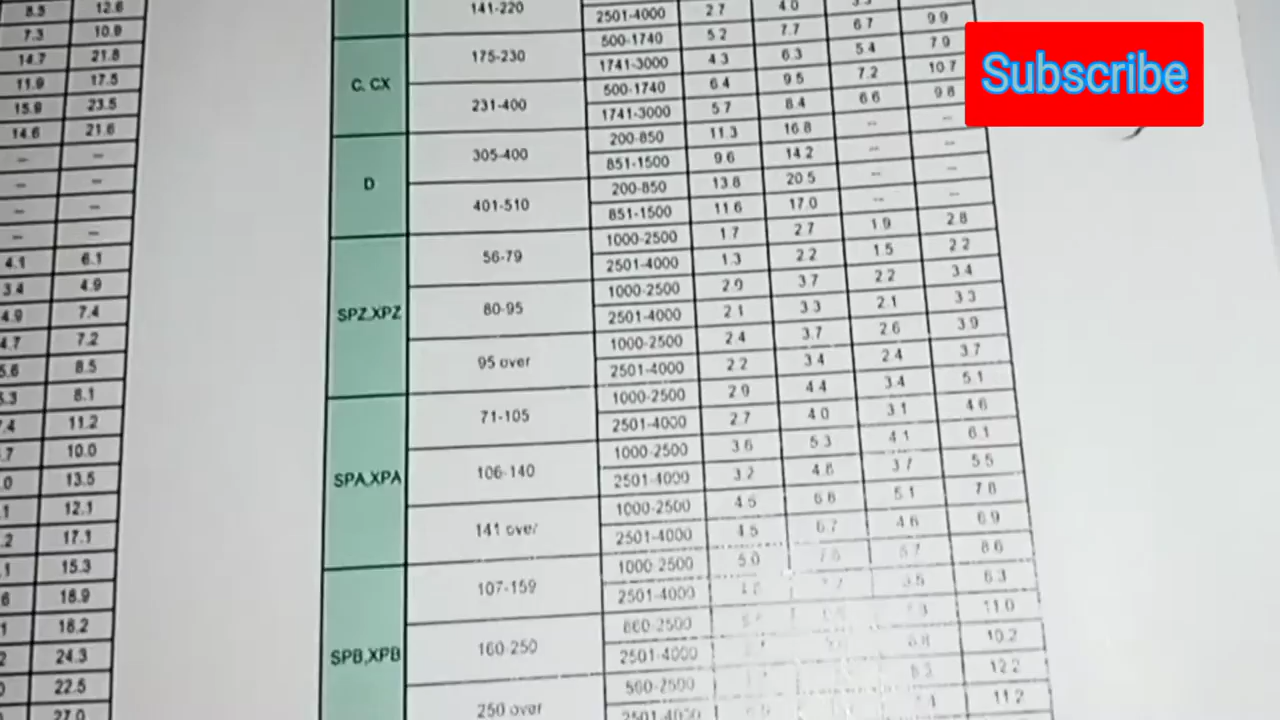 8.5 12.6
7.3 10.9
14.7 21.8
11.9 17.5
15.9 23.5
14.6 21.6
-- --
-- --
-- --
-- --
4.1 6.1
3.4 4.9
4.9 7.4
4.7 7.2
5.6 8.5
8.1
11.2
10.0
13.5
12.1
17.1
15.3
18.9
18.2
24.3
22.5
27.0
141-220 2501-4000 2.7 4.0
C, CX 175-230 500-1740 5.2 7.7 6.7 9.9
1741-3000 4.3 6.3 5.4 7.9
231-400 500-1740 6.4 9.5 7.2 10.7
1741-3000 5.7 8.4 6.6 9.8
D 305-400 200-850 11.3 16.8 -- --
851-1500 9.6 14.2 -- --
401-510 200-850 13.8 20.5 -- --
851-1500 11.6 17.0 -- --
SPZ,XPZ 56-79 1000-2500 1.7 2.7 1.9 2.8
2501-4000 1.3 2.2 1.5 2.2
80-95 1000-2500 2.9 3.7 2.2 3.4
2501-4000 2.1 3.3 2.1 3.3
95 over 1000-2500 2.4 3.7 2.6 3.9
2501-4000 2.2 3.4 2.4 3.7
SPA,XPA 71-105 1000-2500 2.9 4.4 3.4 5.1
2501-4000 2.7 4.0 3.1 4.6
106-140 1000-2500 3.6 5.3 4.1 6.1
2501-4000 3.2 4.8 3.7 5.5
141 over 1000-2500 4.6 6.8 5.1 7.6
2501-4000 4.5 6.7 4.6 6.9
SPB,XPB 107-159 1000-2500 5.0 5.7 8.6
2501-4000 8.3
160-250 860-2500 11.0
2501-4000 10.2
250 over 560-2500 12.2
2501-4000 11.2
Subscribe